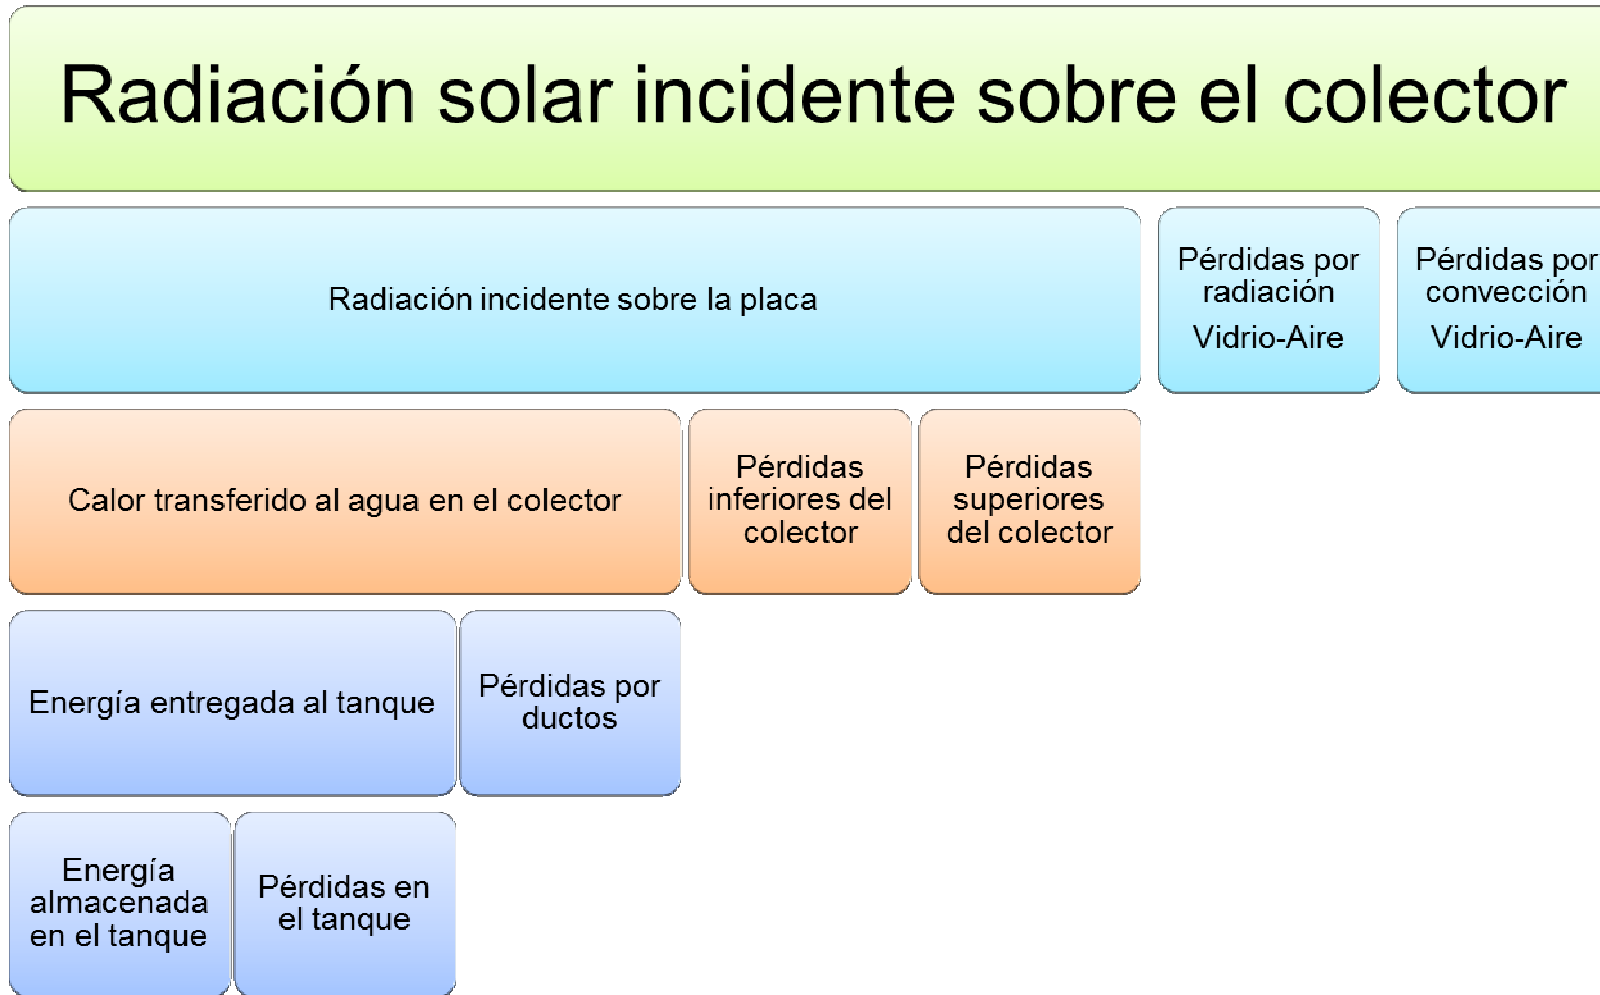 Radiación solar incidente sobre el colector
Radiación incidente sobre la placa
Pérdidas por
radiación
Vidrio-Aire
Pérdidas por
convección
Vidrio-Aire
Calor transferido al agua en el colector
Pérdidas
inferiores del
colector
Pérdidas
superiores
del colector
Energía entregada al tanque
Pérdidas por
ductos
Energía
almacenada
en el tanque
Pérdidas en
el tanque